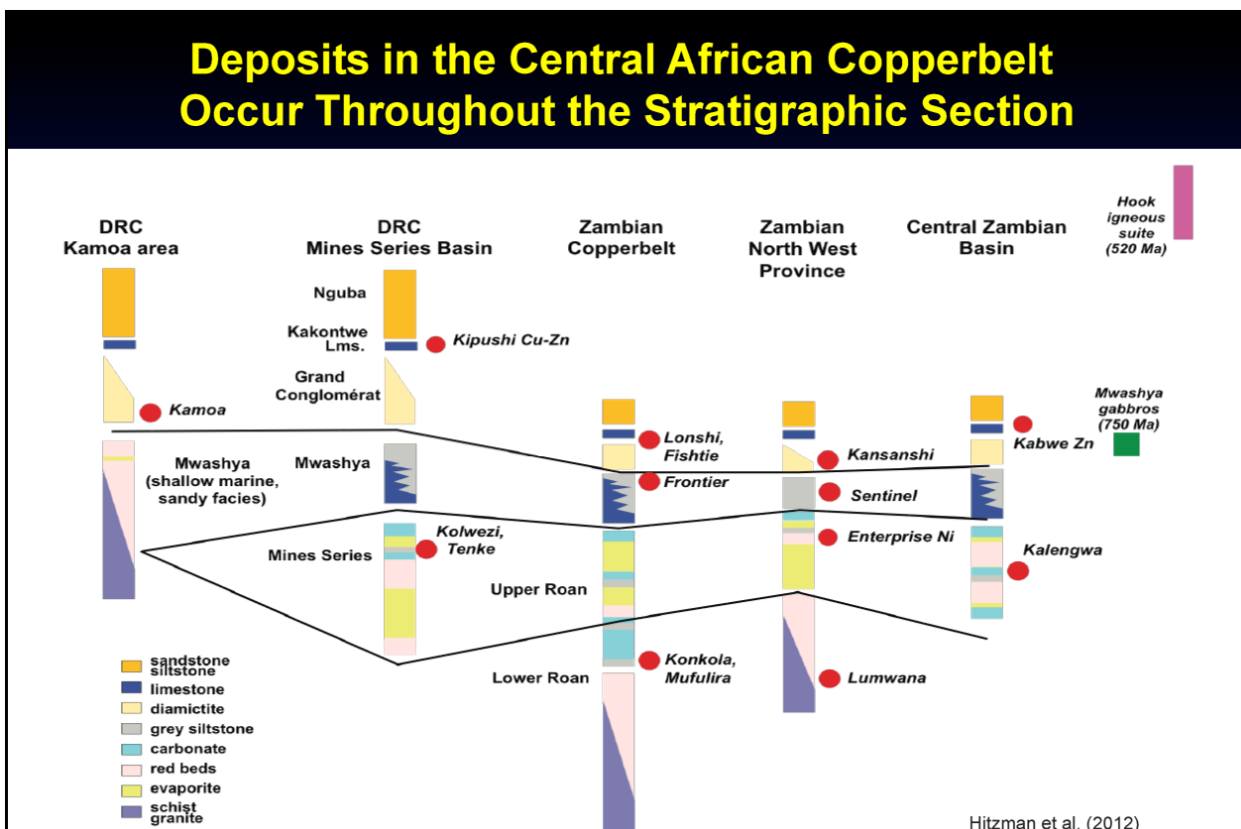 Deposits in the Central African Copperbelt
Occur Throughout the Stratigraphic Section
DRC
Kamoa area
DRC
Mines Series Basin
Zambian
Copperbelt
Zambian
North West
Province
Central Zambian
Basin
Hook
igneous
suite
(520 Ma)
Nguba
Kakontwe
Lms.
Kipushi Cu-Zn
Grand
Conglomérat
Kamoa
Mwashya
gabbros
(750 Ma)
Lonshi,
Fishtie
Kansanshi
Kabwe Zn
Mwashya
(shallow marine,
sandy facies)
Mwashya
Frontier
Sentinel
Kolwezi,
Tenke
Mines Series
Enterprise Ni
Kalengwa
Upper Roan
Lower Roan
Konkola,
Mufulira
Lumwana
sandstone
siltstone
limestone
diamictite
grey siltstone
carbonate
red beds
evaporite
schist
granite
Hitzman et al. (2012)